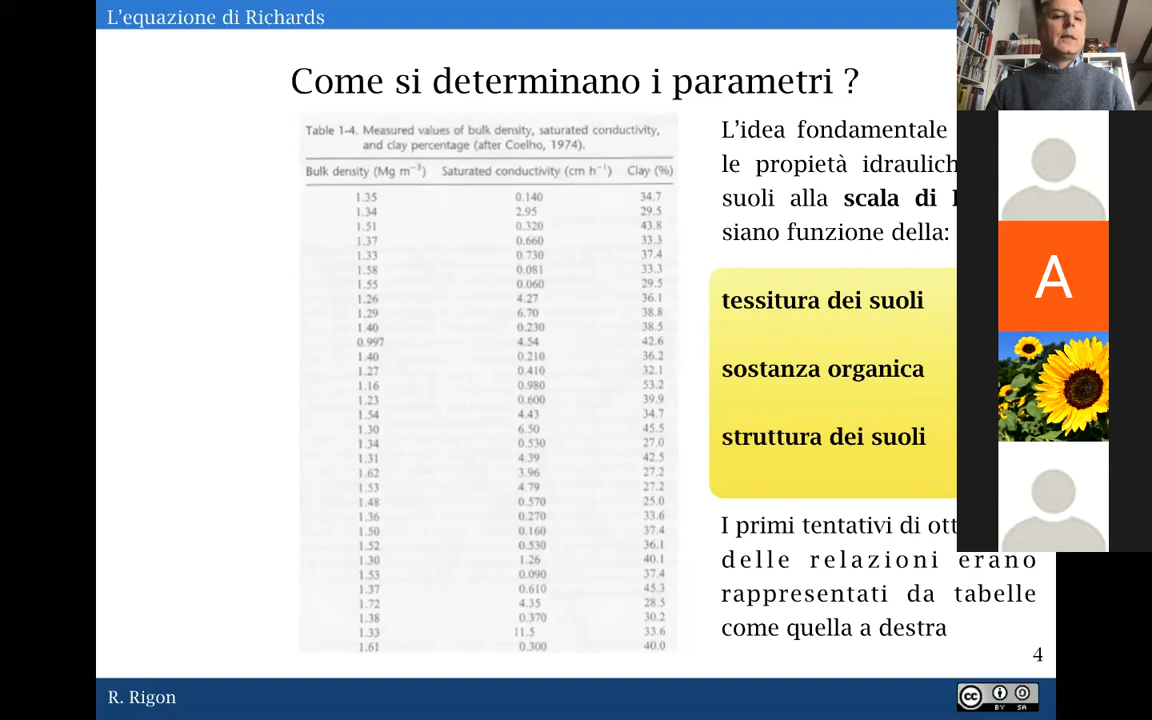 L'equazione di Richards
Come si determinano i parametri ?
Table 1-4. Measured values of bulk density, saturated conductivity,
and clay percentage (after Coelho, 1974).
Bulk density (Mg m⁻³) Saturated conductivity (cm h⁻¹) Clay (%)
1.35 0.140 34.7
1.34 2.95 29.5
1.51 0.320 43.8
1.37 0.660 33.3
1.33 0.730 37.4
1.58 0.081 33.3
1.55 0.060 29.5
1.26 4.27 36.1
1.29 6.70 38.8
1.40 0.230 38.5
0.997 4.54 42.6
1.40 0.210 36.2
1.27 0.410 32.1
1.16 0.980 53.2
1.23 0.600 39.9
1.54 4.43 34.7
1.30 6.50 45.5
1.34 0.530 27.0
1.31 4.39 42.5
1.62 3.96 27.2
1.53 4.79 27.2
1.48 0.570 25.0
1.36 0.270 33.6
1.50 0.160 37.4
1.52 0.530 36.1
1.30 1.26 40.1
1.53 0.090 37.4
1.37 0.610 45.3
1.72 4.35 28.5
1.38 0.370 30.2
1.33 11.5 33.6
1.61 0.300 40.0
L'idea fondamentale
le propietà
suoli alla scala di
siano funzione della:
tessitura dei suoli
sostanza organica
struttura dei suoli
I primi tentativi di
delle relazioni erano
rappresentati da tabelle
come quella a destra
4
A
R. Rigon
cc
BY SA